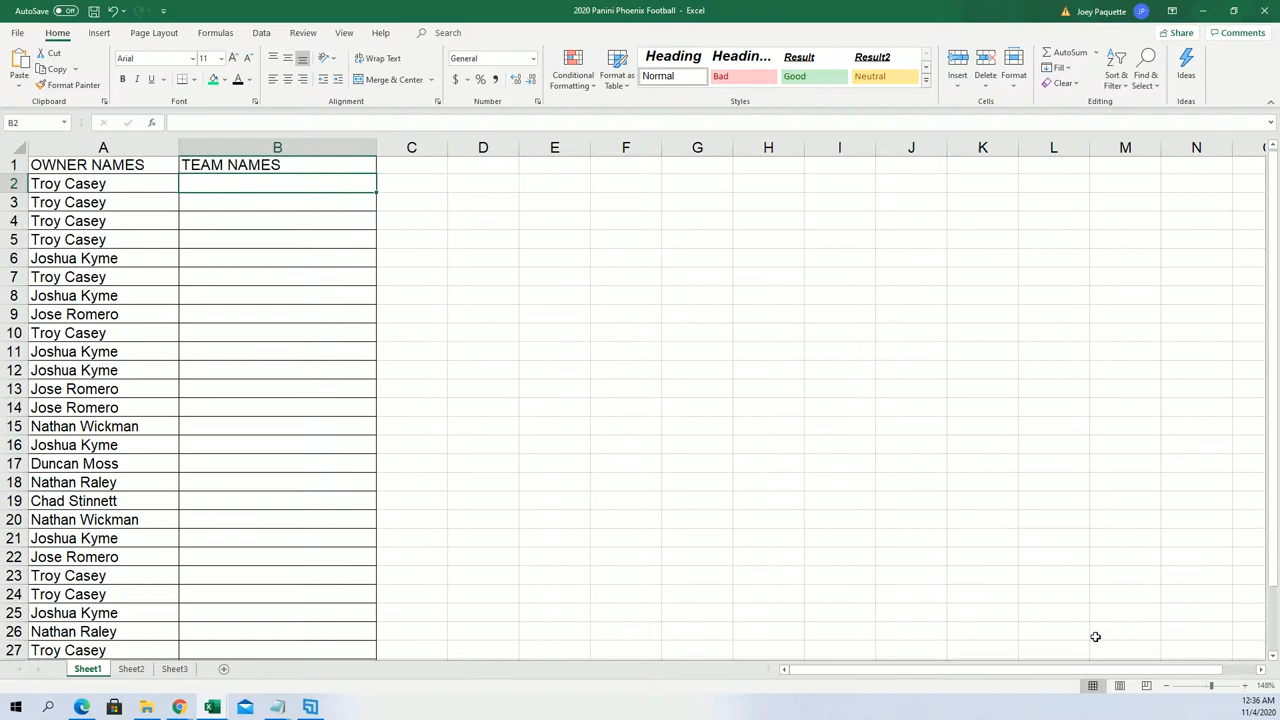 AutoSave Off 2020 Panini Phoenix Football - Excel Joey Paquette JP
File Home Insert Page Layout Formulas Data Review View Help Search Share Comments
Paste Cut Copy Format Painter Clipboard
Arial 11 B I U A Font
Wrap Text Merge & Center Alignment
General $ % Number
Conditional Formatting Format as Table Heading Headin... Result Result2 Normal Bad Good Neutral Styles
Insert Delete Format Cells
AutoSum Fill Clear Sort & Filter Find & Select Editing
Ideas Ideas
B2 fx
A B C D E F G H I J K L M N
1 OWNER NAMES TEAM NAMES
2 Troy Casey
3 Troy Casey
4 Troy Casey
5 Troy Casey
6 Joshua Kyme
7 Troy Casey
8 Joshua Kyme
9 Jose Romero
10 Troy Casey
11 Joshua Kyme
12 Joshua Kyme
13 Jose Romero
14 Jose Romero
15 Nathan Wickman
16 Joshua Kyme
17 Duncan Moss
18 Nathan Raley
19 Chad Stinnett
20 Nathan Wickman
21 Joshua Kyme
22 Jose Romero
23 Troy Casey
24 Troy Casey
25 Joshua Kyme
26 Nathan Raley
27 Troy Casey
Sheet1 Sheet2 Sheet3
148%
12:36 AM
11/4/2020